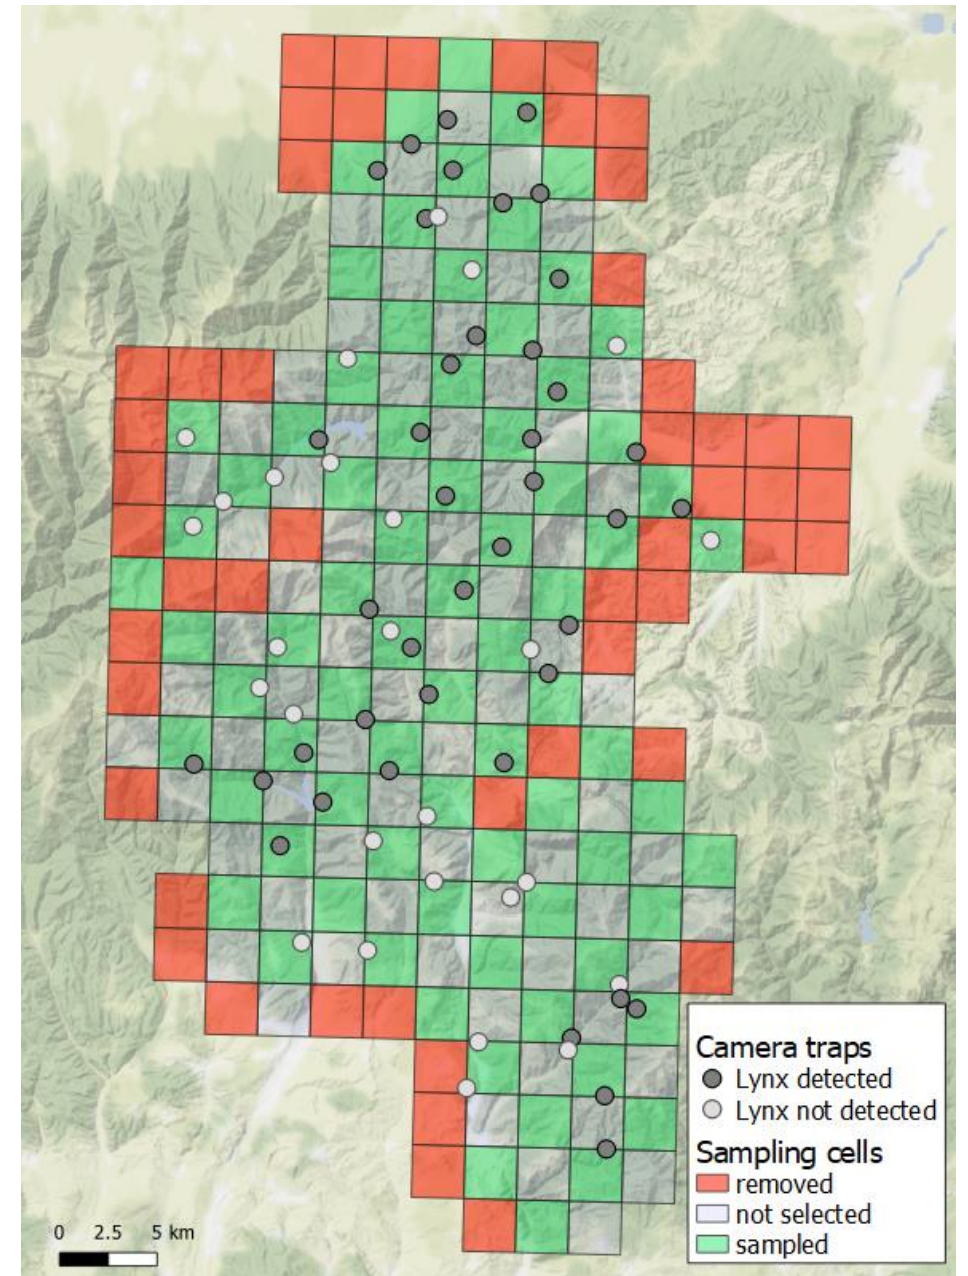 Camera traps
Lynx detected
Lynx not detected
Sampling cells
removed
not selected
sampled
0 2.5 5 km